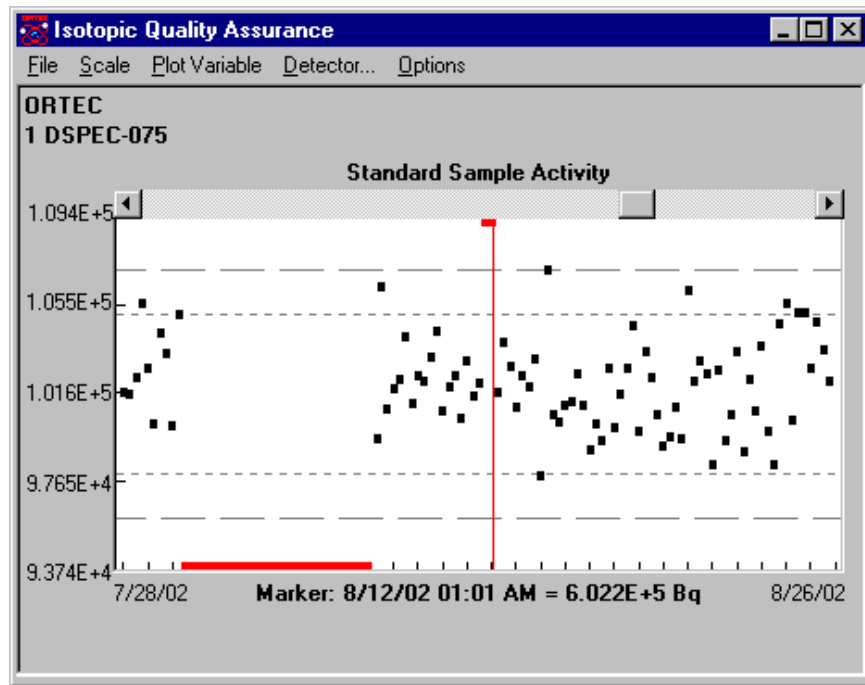 ORTEC
Isotopic Quality Assurance
File Scale Plot Variable Detector... Options
ORTEC
1 DSPEC-075
Standard Sample Activity
1.094E+5
1.055E+5
1.016E+5
9.765E+4
9.374E+4
7/28/02 Marker: 8/12/02 01:01 AM = 6.022E+5 Bq 8/26/02